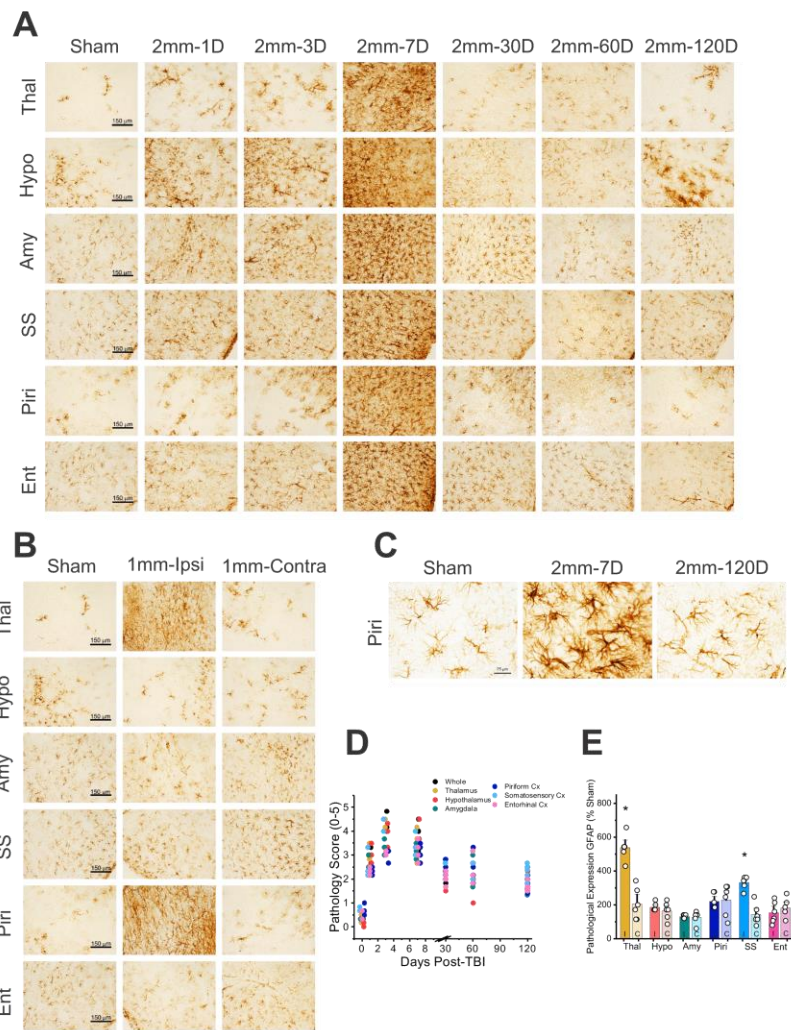 A
Sham 2mm-1D 2mm-3D 2mm-7D 2mm-30D 2mm-60D 2mm-120D
Thal
150 µm
Hypo
150 µm
Amy
150 µm
SS
150 µm
Piri
150 µm
Ent
150 µm
B
Sham 1mm-Ipsi 1mm-Contra
Thal
150 µm
Hypo
150 µm
Amy
150 µm
SS
150 µm
Piri
150 µm
Ent
C
Sham 2mm-7D 2mm-120D
Piri
D
Whole
Thalamus
Hypothalamus
Amygdala
Piriform Cx
Somatosensory Cx
Entorhinal Cx
Pathology Score (0-5)
5
4
3
2
1
0
0 2 4 6 8 30 60 90 120
Days Post-TBI
E
Pathological Expression GFAP (% Sham)
800
600
400
200
0
* *
I C I C I C I C I C I C
Thal Hypo Amy Piri SS Ent